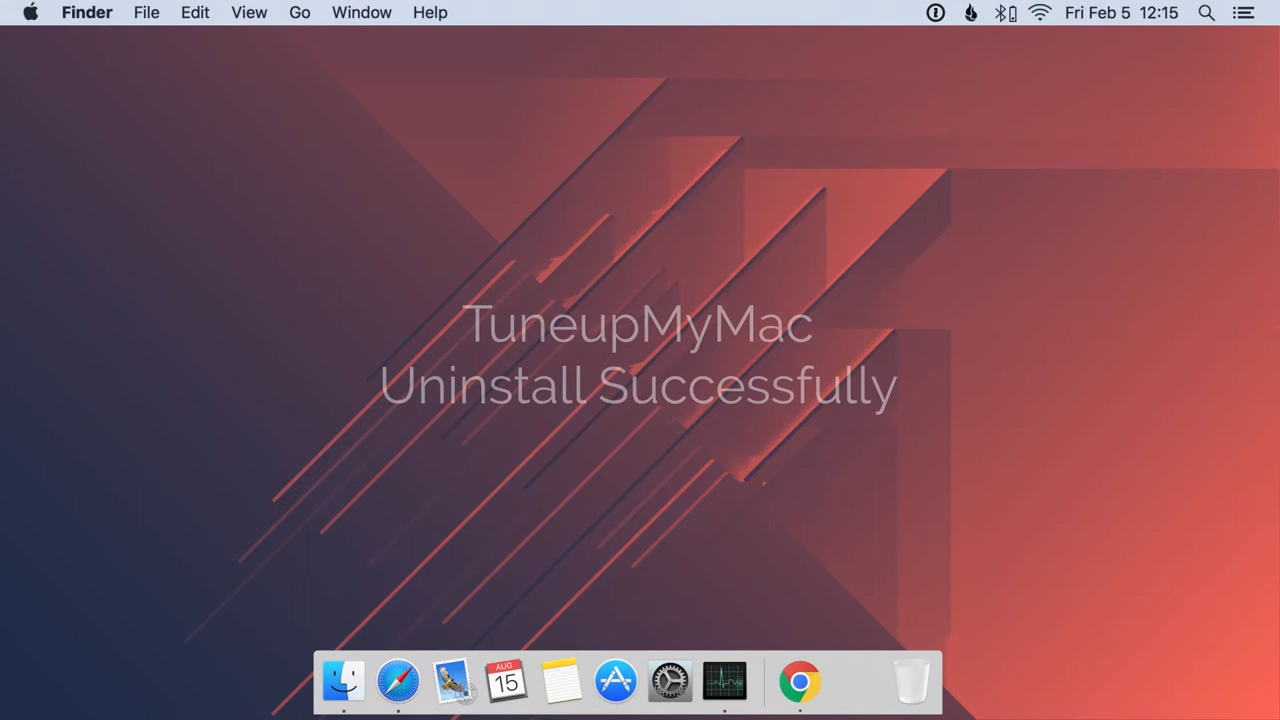 Finder File Edit View Go Window Help Fri Feb 5 12:15
TuneupMyMac
Uninstall Successfully
AUG
15